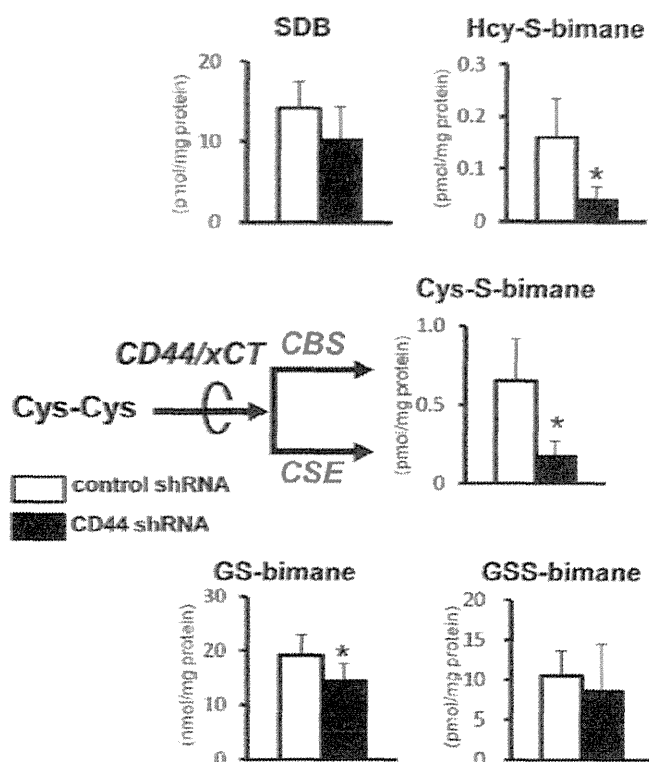 SDB
(pmol/mg protein)
20
10
0
Hcy-S-bimane
(pmol/mg protein)
0.3
0.2
0.1
0
*
Cys-S-bimane
(pmol/mg protein)
1.0
0.5
0
*
CD44/xCT
CBS
Cys-Cys
CSE
control shRNA
CD44 shRNA
GS-bimane
(nmol/mg protein)
30
20
10
0
*
GSS-bimane
(pmol/mg protein)
20
15
10
5
0